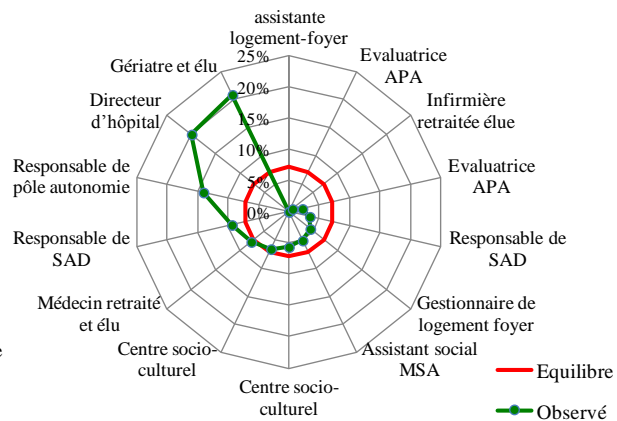 assistante
logement-foyer
Evaluatrice
APA
Infirmière
retraitée élue
Evaluatrice
APA
Responsable de
SAD
Gestionnaire de
logement foyer
Assistant social
MSA
Centre socio-
culturel
Centre socio-
culturel
Médecin retraité
et élu
Responsable de
SAD
Responsable de
pôle autonomie
Directeur
d'hôpital
Gériatre et élu
25%
20%
15%
10%
5%
0%
e
Equilibre
Observé